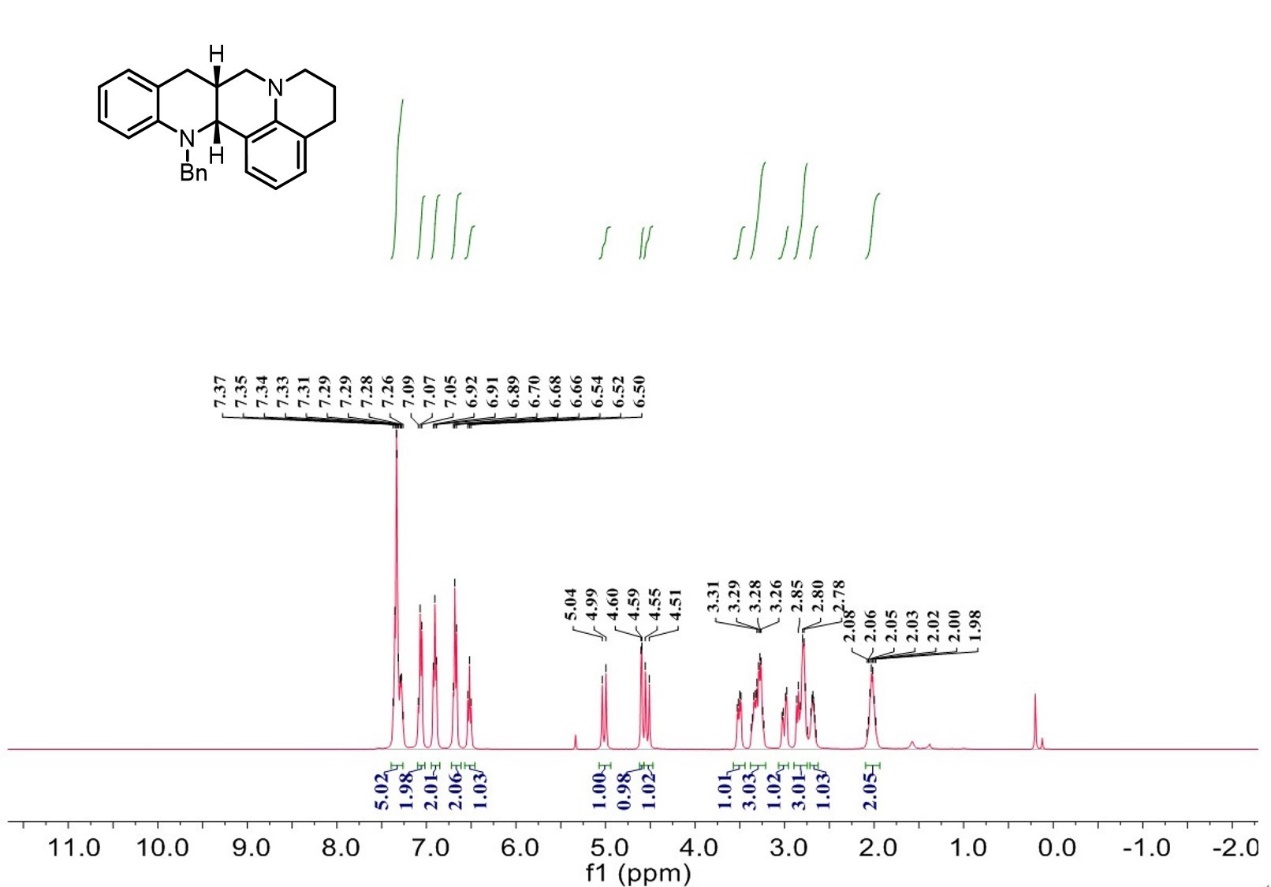 H
N
N
H
Bn
7.37 7.35 7.34 7.33 7.31 7.29 7.29 7.28 7.26 7.09 7.07 7.05 6.92 6.91 6.89 6.70 6.68 6.66 6.54 6.52 6.50
5.04 4.99 4.60 4.59 4.55 4.51 3.31 3.29 3.28 3.26 2.85 2.80 2.78 2.08 2.06 2.05 2.03 2.02 2.00 1.98
5.02 1.98 2.01 2.06 1.03 1.00 0.98 1.02 1.01 3.03 1.02 3.01 1.03 2.05
11.0 10.0 9.0 8.0 7.0 6.0 5.0 4.0 3.0 2.0 1.0 0.0 -1.0 -2.0
f1 (ppm)